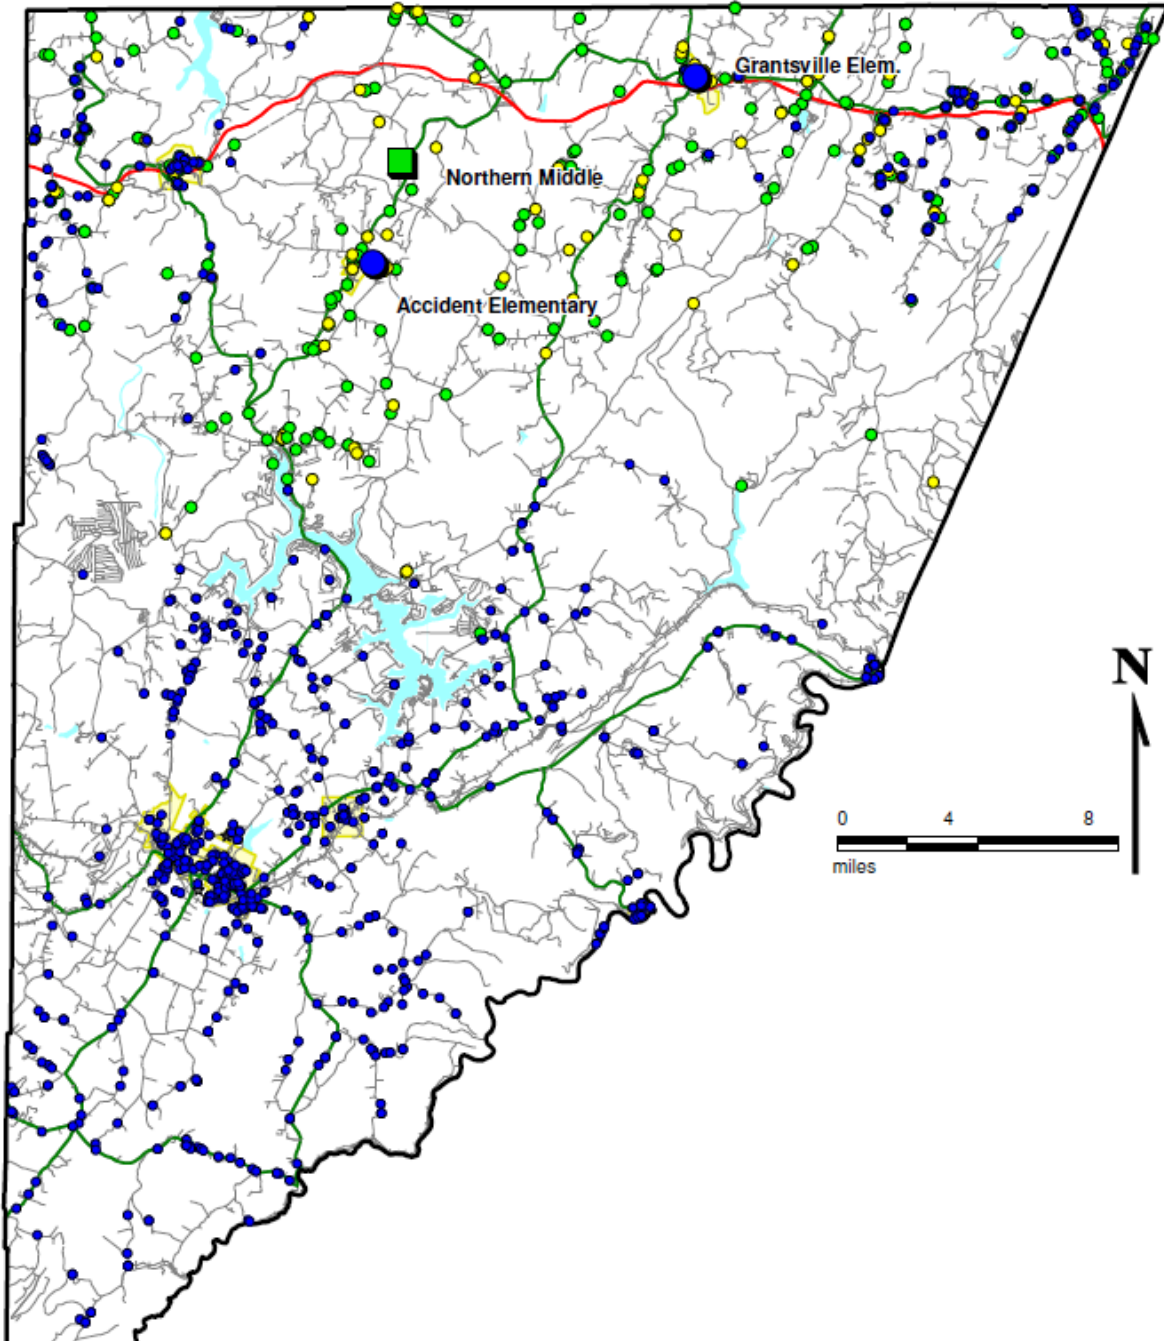 Grantsville Elem.
Northern Middle
Accident Elementary
N
0 4 8
miles